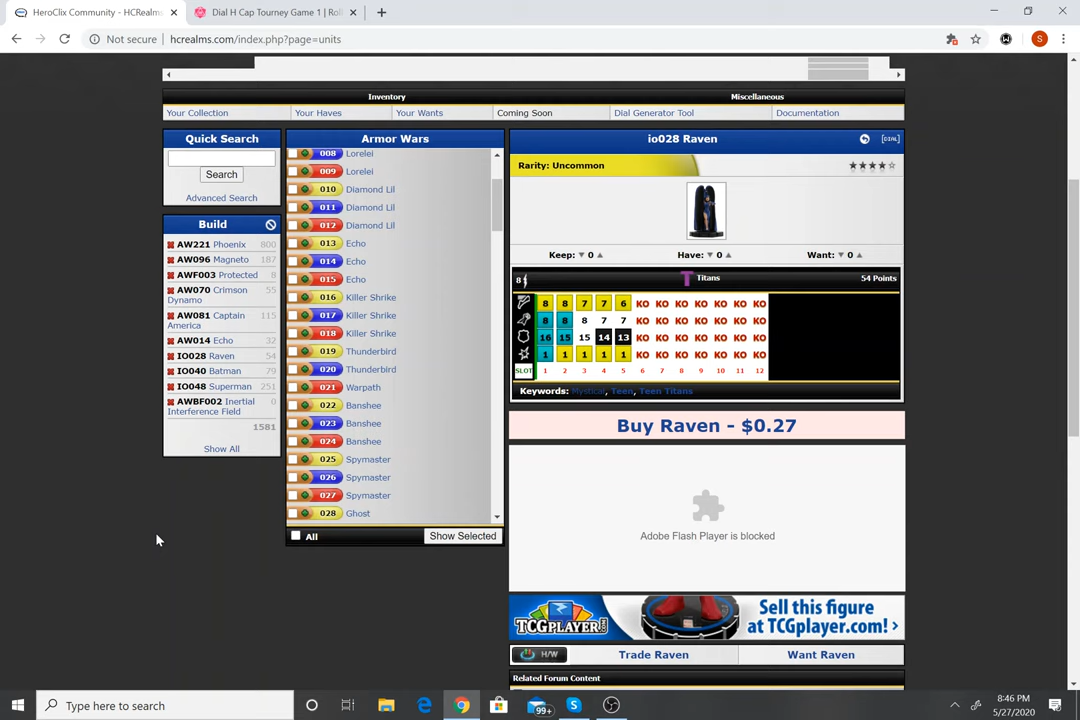 HeroClix Community - HCRealms
Dial H Cap Tourney Game 1 | Roll
Not secure | hcrealms.com/index.php?page=units
Inventory
Miscellaneous
Your Collection
Your Haves
Your Wants
Coming Soon
Dial Generator Tool
Documentation
Quick Search
Search
Advanced Search
Build
AW221 Phoenix 800
AW096 Magneto 187
AWF003 Protected 8
AW070 Crimson 55
Dynamo
AW081 Captain 115
America
AW014 Echo 32
IO028 Raven 54
IO040 Batman 79
IO048 Superman 251
AWBF002 Inertial 0
Interference Field
1581
Show All
Armor Wars
008 Lorelei
009 Lorelei
010 Diamond Lil
011 Diamond Lil
012 Diamond Lil
013 Echo
014 Echo
015 Echo
016 Killer Shrike
017 Killer Shrike
018 Killer Shrike
019 Thunderbird
020 Thunderbird
021 Warpath
022 Banshee
023 Banshee
024 Banshee
025 Spymaster
026 Spymaster
027 Spymaster
028 Ghost
All
Show Selected
io028 Raven
[DIAL]
Rarity: Uncommon
Keep: 0
Have: 0
Want: 0
8
Titans
54 Points
8 8 7 7 6 KO KO KO KO KO KO KO
8 8 8 7 7 KO KO KO KO KO KO KO
16 15 15 14 13 KO KO KO KO KO KO KO
1 1 1 1 1 KO KO KO KO KO KO KO
SLOT 1 2 3 4 5 6 7 8 9 10 11 12
Keywords: Mystical, Teen, Teen Titans
Buy Raven - $0.27
Adobe Flash Player is blocked
TCGPLAYER.COM
Sell this figure
at TCGplayer.com! ›
H/W
Trade Raven
Want Raven
Related Forum Content
Type here to search
99+
8:46 PM
5/27/2020